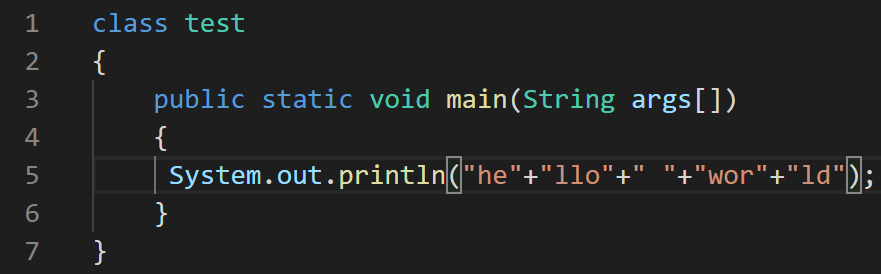 1 class test
2 {
3     public static void main(String args[])
4     {
5      System.out.println("he"+"llo"+" "+"wor"+"ld");
6     }
7 }